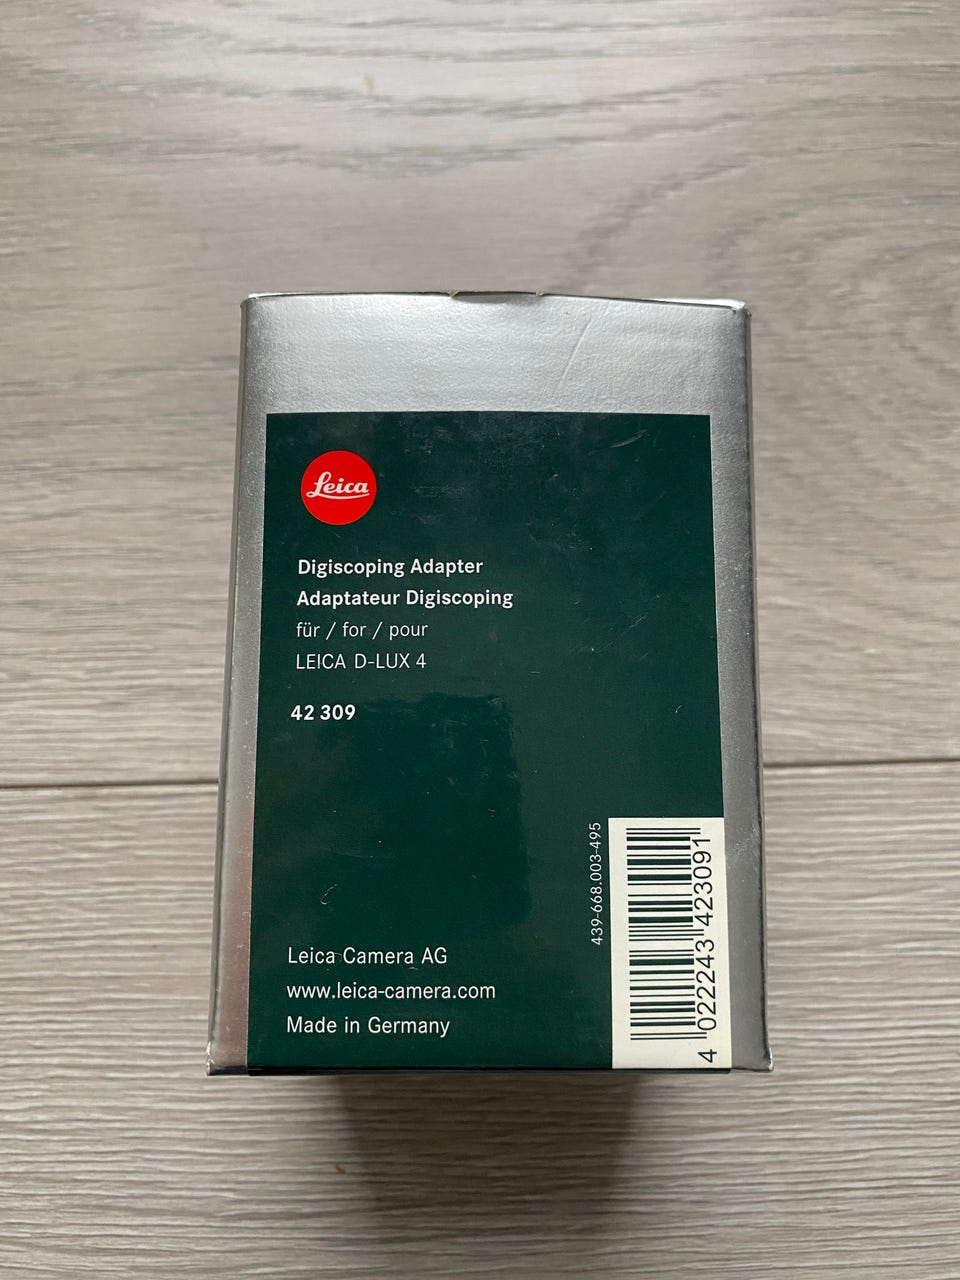 Leica
Digiscoping Adapter
Adaptateur Digiscoping
für / for / pour
LEICA D-LUX 4
42 309
439-668.003-495
4 022243 423091
Leica Camera AG
www.leica-camera.com
Made in Germany